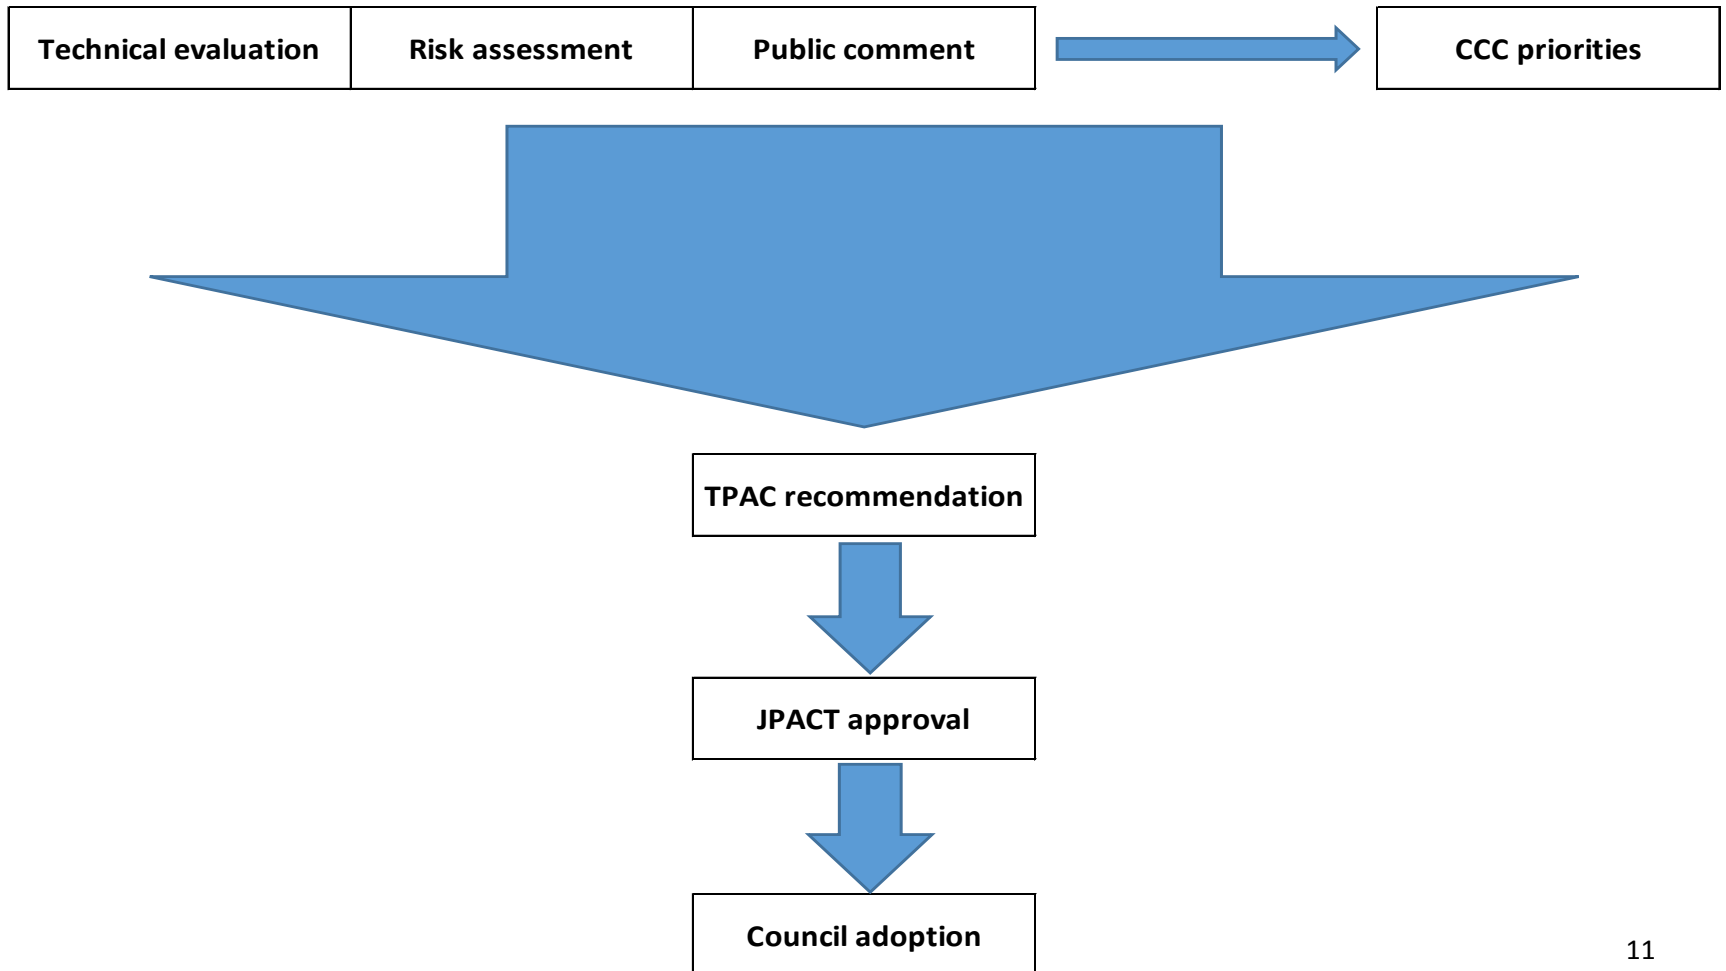 Technical evaluation
Risk assessment
Public comment
CCC priorities
TPAC recommendation
JPACT approval
Council adoption
11